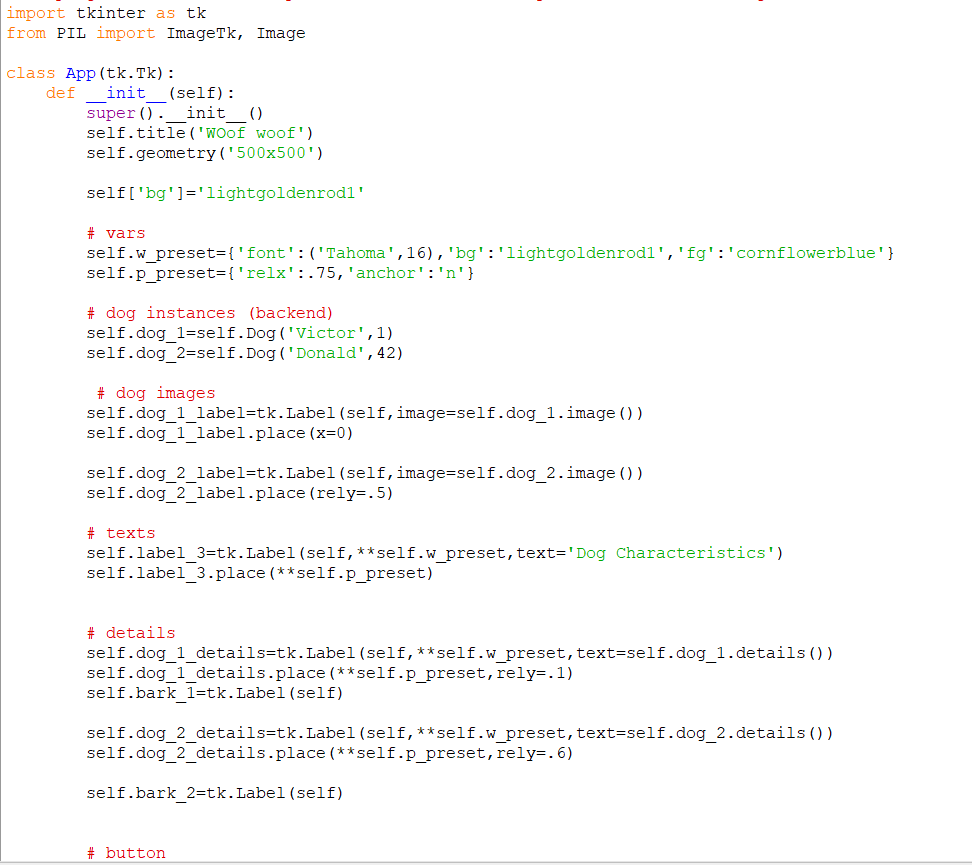 import tkinter as tk
from PIL import ImageTk, Image
class App(tk.Tk):
    def __init__(self):
        super().__init__()
        self.title('WOof woof')
        self.geometry('500x500')
        self['bg']='lightgoldenrod1'
        # vars
        self.w_preset={'font':('Tahoma',16),'bg':'lightgoldenrod1','fg':'cornflowerblue'}
        self.p_preset={'relx':.75,'anchor':'n'}
        # dog instances (backend)
        self.dog_1=self.Dog('Victor',1)
        self.dog_2=self.Dog('Donald',42)
         # dog images
        self.dog_1_label=tk.Label(self,image=self.dog_1.image())
        self.dog_1_label.place(x=0)
        self.dog_2_label=tk.Label(self,image=self.dog_2.image())
        self.dog_2_label.place(rely=.5)
        # texts
        self.label_3=tk.Label(self,**self.w_preset,text='Dog Characteristics')
        self.label_3.place(**self.p_preset)
        # details
        self.dog_1_details=tk.Label(self,**self.w_preset,text=self.dog_1.details())
        self.dog_1_details.place(**self.p_preset,rely=.1)
        self.bark_1=tk.Label(self)
        self.dog_2_details=tk.Label(self,**self.w_preset,text=self.dog_2.details())
        self.dog_2_details.place(**self.p_preset,rely=.6)
        self.bark_2=tk.Label(self)
        # button